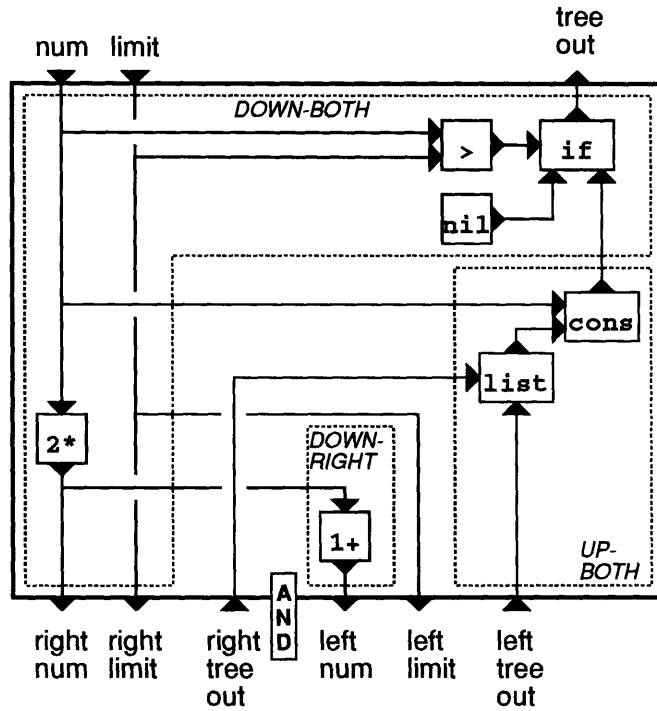 num limit
tree
out
DOWN-BOTH
>
if
nil
cons
list
2*
DOWN-
RIGHT
1+
UP-
BOTH
A
N
D
right
num
right
limit
right
tree
out
left
num
left
limit
left
tree
out